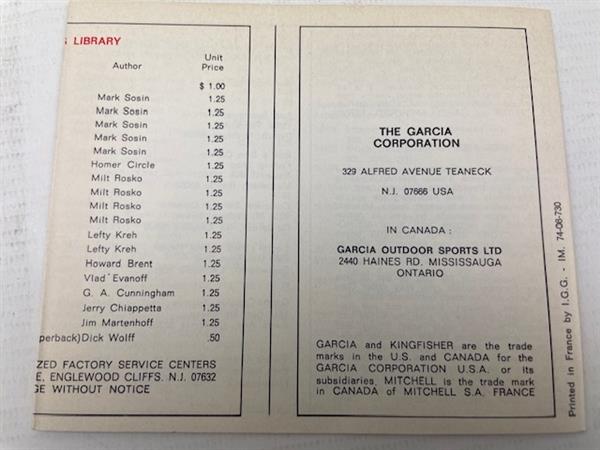 LIBRARY
Author Unit Price
$ 1.00
Mark Sosin 1.25
Mark Sosin 1.25
Mark Sosin 1.25
Mark Sosin 1.25
Mark Sosin 1.25
Homer Circle 1.25
Milt Rosko 1.25
Milt Rosko 1.25
Milt Rosko 1.25
Milt Rosko 1.25
Lefty Kreh 1.25
Lefty Kreh 1.25
Howard Brent 1.25
Vlad Evanoff 1.25
G. A. Cunningham 1.25
Jerry Chiappetta 1.25
Jim Martenhoff 1.25
perback) Dick Wolff .50
ZED FACTORY SERVICE CENTERS
E, ENGLEWOOD CLIFFS. N.J. 07632
GE WITHOUT NOTICE
THE GARCIA
CORPORATION
329 ALFRED AVENUE TEANECK
N.J. 07666 USA
IN CANADA :
GARCIA OUTDOOR SPORTS LTD
2440 HAINES RD. MISSISSAUGA
ONTARIO
GARCIA and KINGFISHER are the trade
marks in the U.S. and CANADA for the
GARCIA CORPORATION U.S.A. or its
subsidiaries. MITCHELL is the trade mark
in CANADA of MITCHELL S.A. FRANCE
Printed in France by I.G.G. - IM. 74-06-730